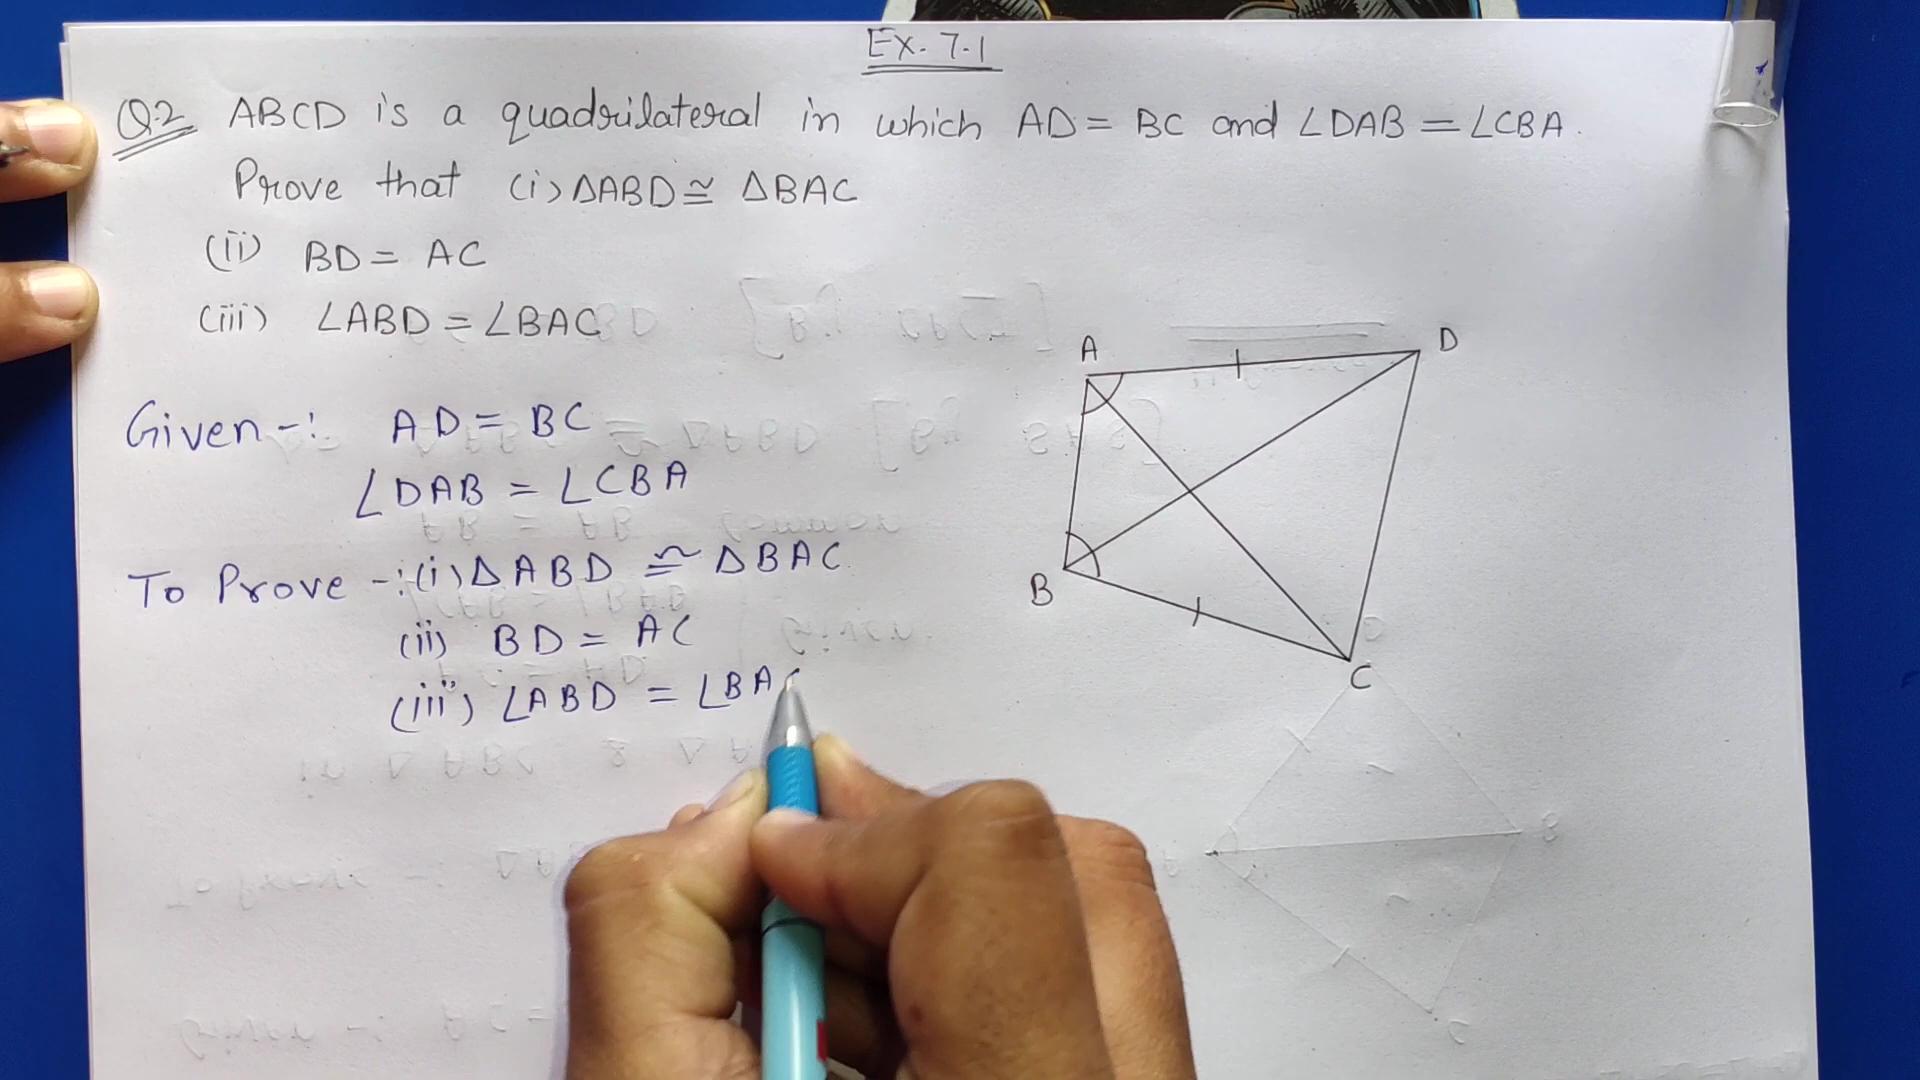 Ex. 7.1
Q.2 ABCD is a quadrilateral in which AD = BC and ∠DAB = ∠CBA.
Prove that (i) ΔABD ≅ ΔBAC
(ii) BD = AC
(iii) ∠ABD = ∠BAC
Given -: AD = BC
∠DAB = ∠CBA
To Prove -: (i) ΔABD ≅ ΔBAC
(ii) BD = AC
(iii) ∠ABD = ∠BAC
A
D
B
C